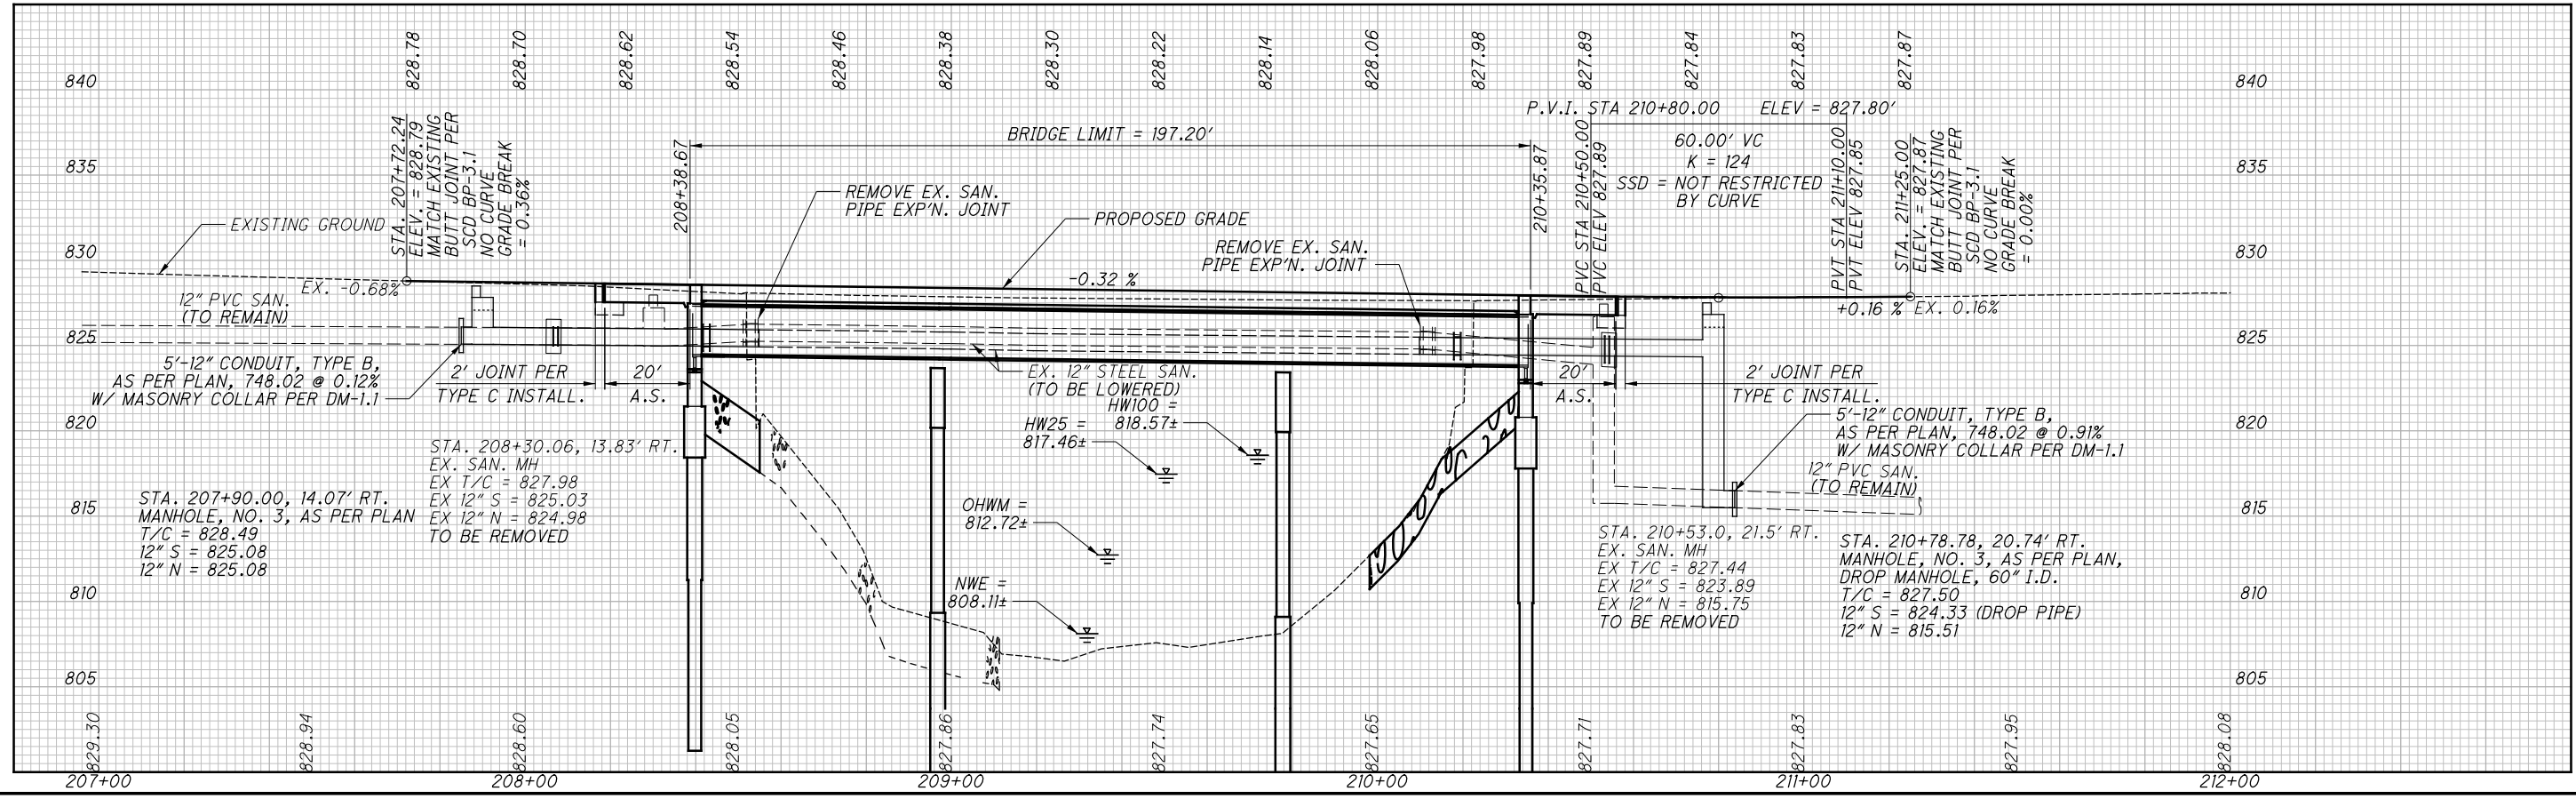 828.78
828.70
828.62
828.54
828.46
828.38
828.30
828.22
828.14
828.06
827.98
827.89
827.84
827.83
827.87
840
840
835
835
830
830
825
825
820
820
815
815
810
810
805
805
STA. 207+72.24
ELEV. = 828.79
MATCH EXISTING
BUTT JOINT PER
SCD BP-3.1
NO CURVE
GRADE BREAK
= 0.36%
BRIDGE LIMIT = 197.20'
208+38.67
210+35.87
P.V.I. STA 210+80.00 ELEV = 827.80'
60.00' VC
K = 124
SSD = NOT RESTRICTED
BY CURVE
PVC STA 210+50.00
PVC ELEV 827.89
PVT STA 211+10.00
PVT ELEV 827.85
STA. 211+25.00
ELEV. = 827.87
MATCH EXISTING
BUTT JOINT PER
SCD BP-3.1
NO CURVE
GRADE BREAK
= 0.00%
EXISTING GROUND
REMOVE EX. SAN.
PIPE EXP'N. JOINT
PROPOSED GRADE
REMOVE EX. SAN.
PIPE EXP'N. JOINT
EX. -0.68%
-0.32 %
+0.16 %
EX. 0.16%
12" PVC SAN.
(TO REMAIN)
5'-12" CONDUIT, TYPE B,
AS PER PLAN, 748.02 @ 0.12%
W/ MASONRY COLLAR PER DM-1.1
2' JOINT PER
TYPE C INSTALL.
20'
A.S.
EX. 12" STEEL SAN.
(TO BE LOWERED)
HW100 =
818.57±
HW25 =
817.46±
OHWM =
812.72±
NWE =
808.11±
20'
A.S.
2' JOINT PER
TYPE C INSTALL.
5'-12" CONDUIT, TYPE B,
AS PER PLAN, 748.02 @ 0.91%
W/ MASONRY COLLAR PER DM-1.1
12" PVC SAN.
(TO REMAIN)
STA. 207+90.00, 14.07' RT.
MANHOLE, NO. 3, AS PER PLAN
T/C = 828.49
12" S = 825.08
12" N = 825.08
STA. 208+30.06, 13.83' RT.
EX. SAN. MH
EX T/C = 827.98
EX 12" S = 825.03
EX 12" N = 824.98
TO BE REMOVED
STA. 210+53.0, 21.5' RT.
EX. SAN. MH
EX T/C = 827.44
EX 12" S = 823.89
EX 12" N = 815.75
TO BE REMOVED
STA. 210+78.78, 20.74' RT.
MANHOLE, NO. 3, AS PER PLAN,
DROP MANHOLE, 60" I.D.
T/C = 827.50
12" S = 824.33 (DROP PIPE)
12" N = 815.51
829.30
828.94
828.60
828.05
827.86
827.74
827.65
827.71
827.83
827.95
828.08
207+00
208+00
209+00
210+00
211+00
212+00